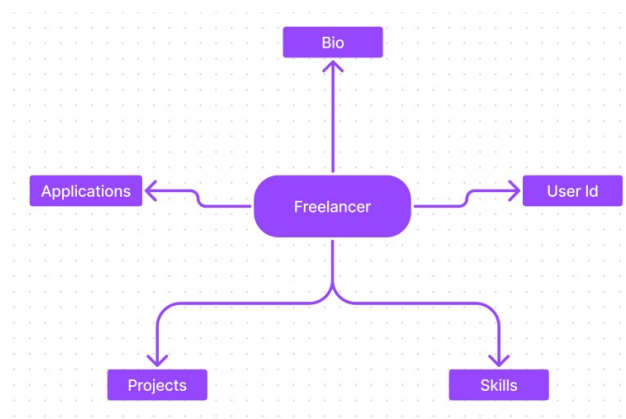 Bio
Applications
Freelancer
User Id
Projects
Skills